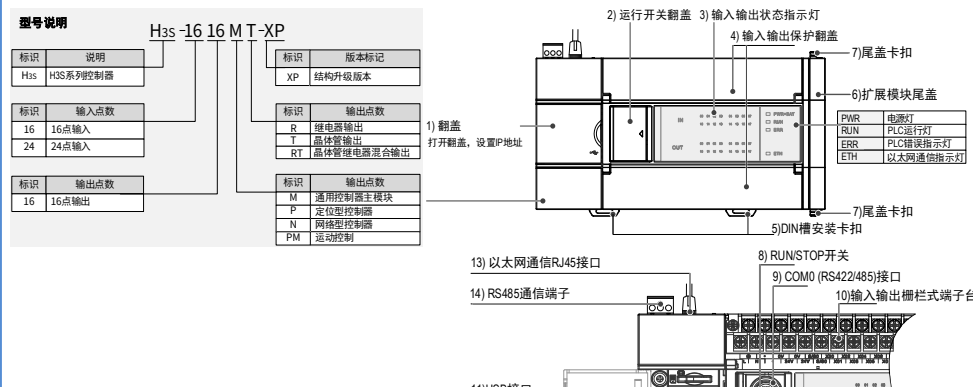 型号说明
H3S -16 16 M T-XP
标识 说明
H3S H3S系列控制器
标识 版本标记
XP 结构升级版本
标识 输入点数
16 16点输入
24 24点输入
标识 输出点数
R 继电器输出
T 晶体管输出
RT 晶体管继电器混合输出
标识 输出点数
16 16点输出
标识 输出点数
M 通用控制器主模块
P 定位型控制器
N 网络型控制器
PM 运动控制
1) 翻盖
打开翻盖，设置IP地址
2) 运行开关翻盖 3) 输入输出状态指示灯
4) 输入输出保护翻盖
7)尾盖卡扣
6)扩展模块尾盖
IN
OUT
PWR+BAT
RUN
ERR
ETH
PWR 电源灯
RUN PLC运行灯
ERR PLC错误指示灯
ETH 以太网通信指示灯
7)尾盖卡扣
5)DIN槽安装卡扣
13) 以太网通信RJ45接口
8) RUN/STOP开关
9) COM0 (RS422/485)接口
14) RS485通信端子
10)输入输出栅栏式端子台